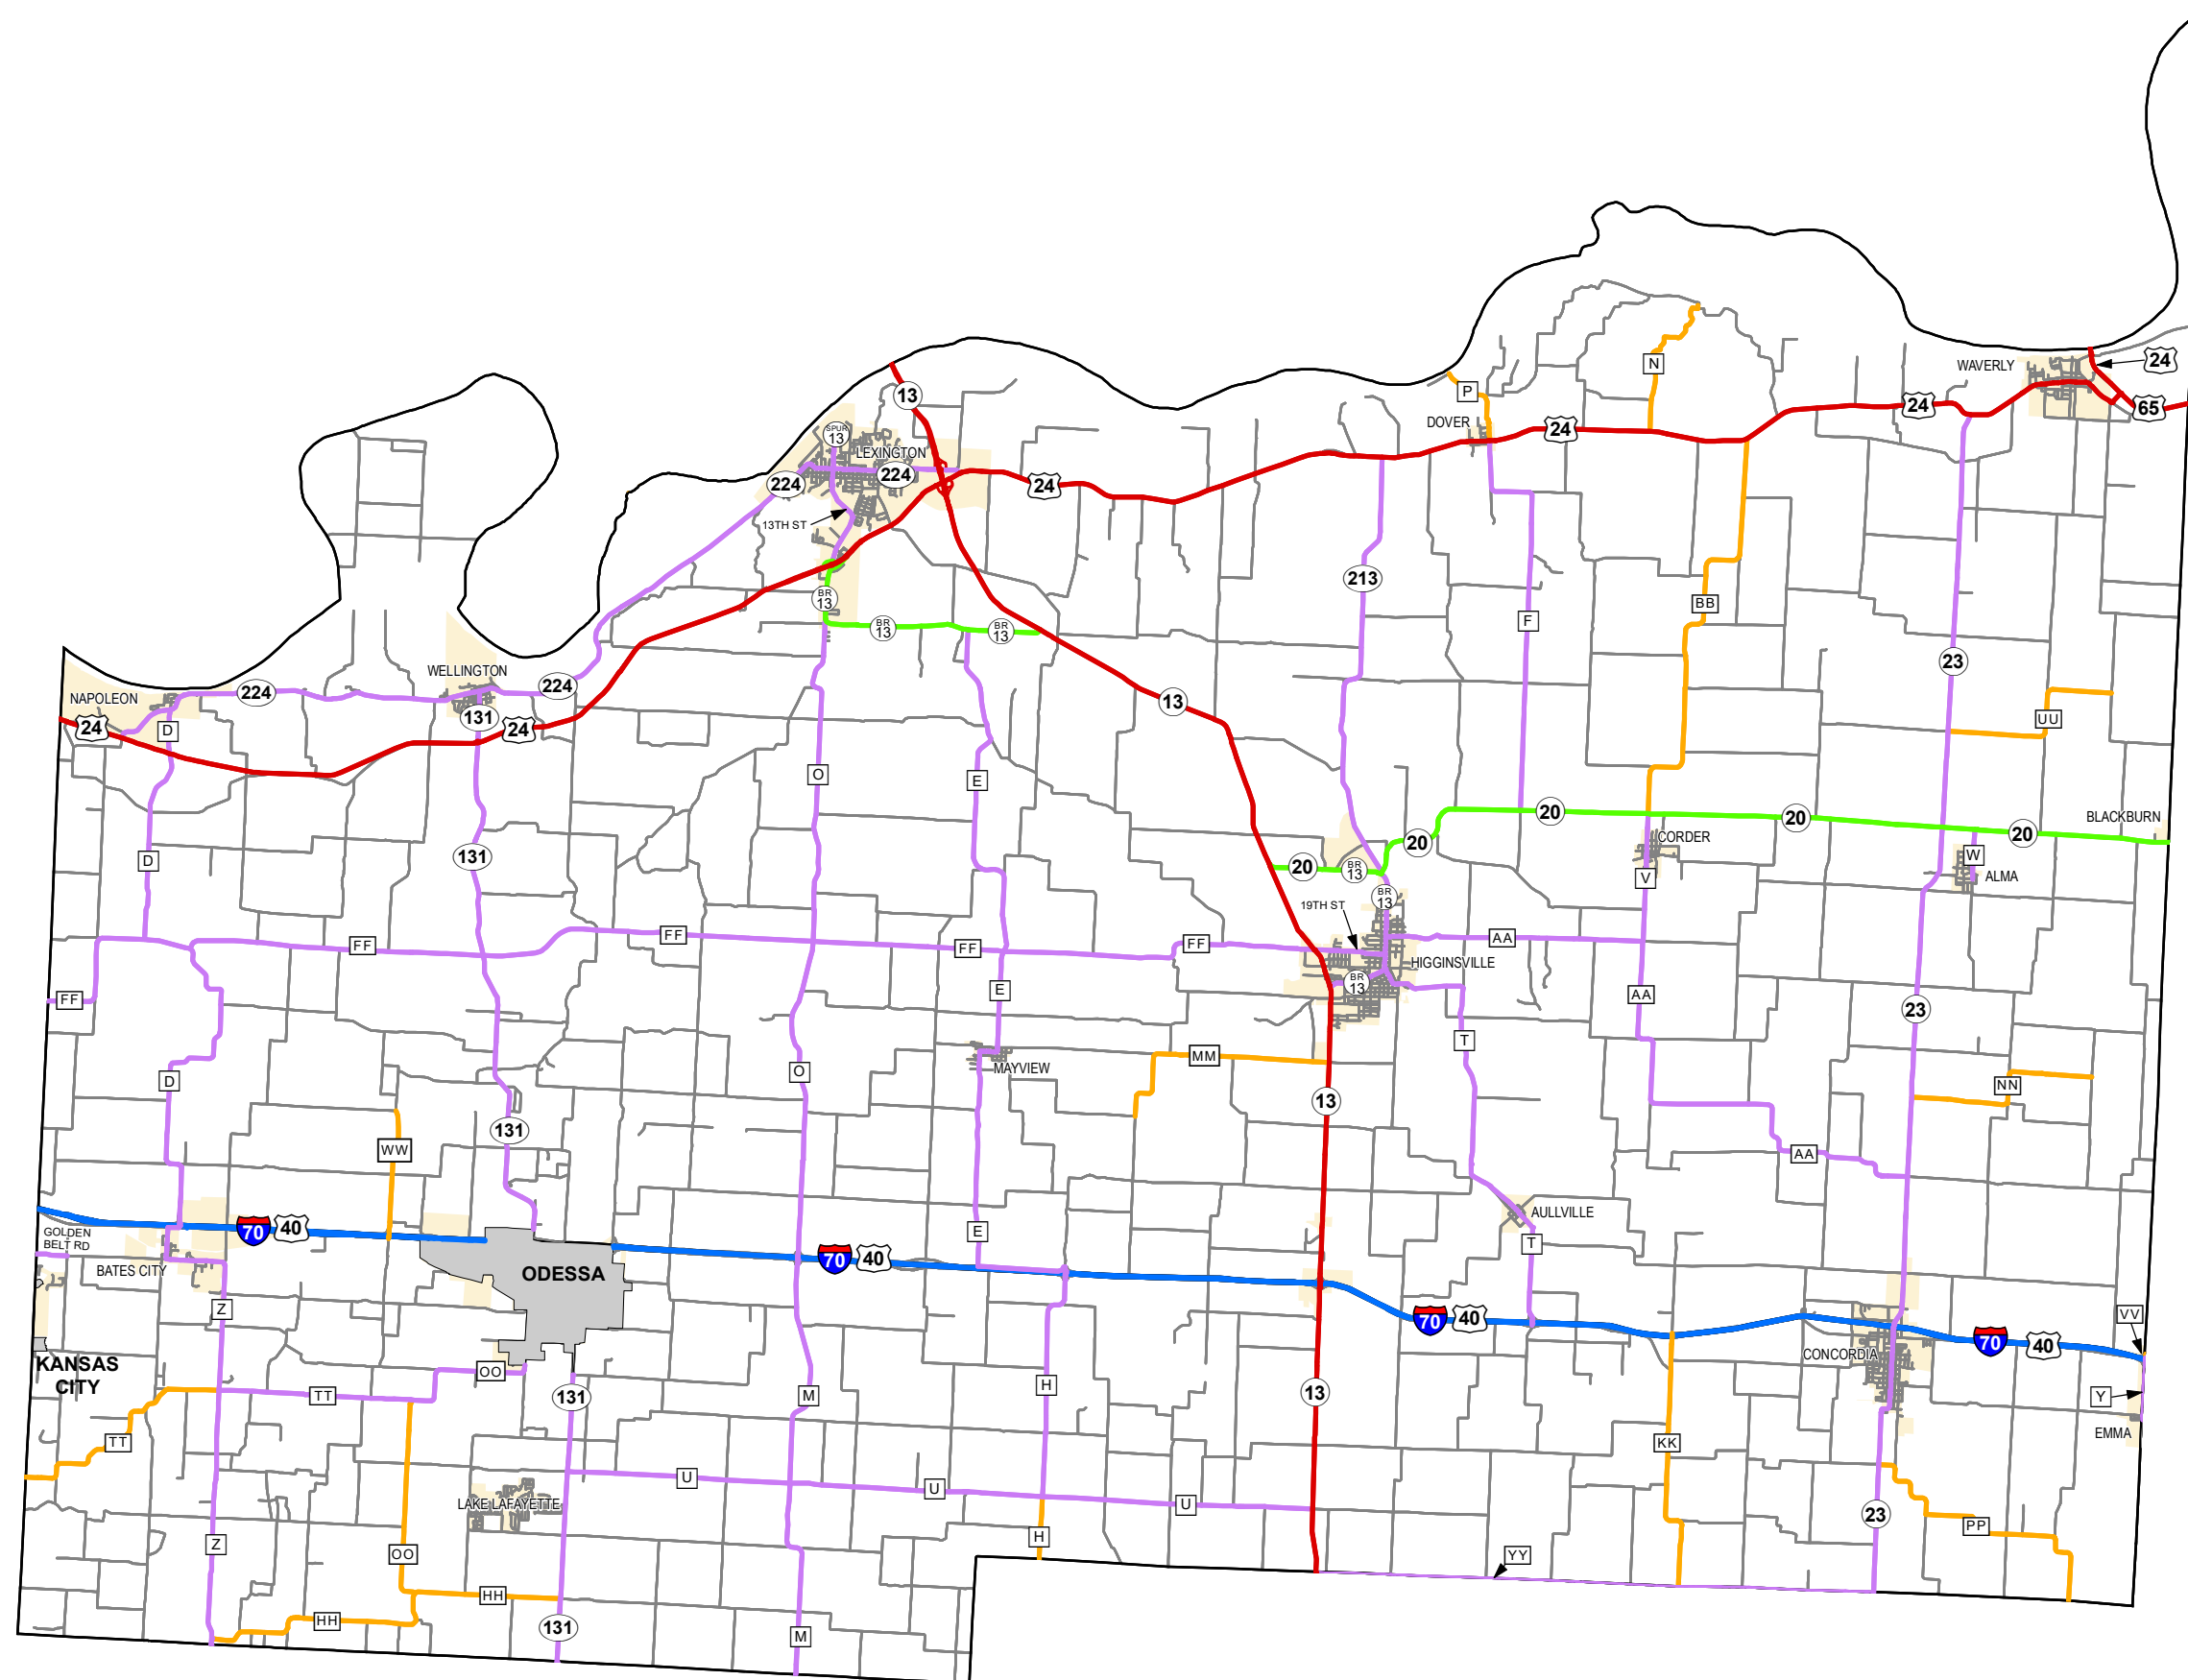 24
WAVERLY
N
13
P
24
65
DOVER
24
SPUR
13
LEXINGTON
224
224
24
13TH ST
213
BR
13
BB
F
BR
13
BR
13
23
WELLINGTON
224
NAPOLEON
224
13
131
UU
24
24
D
O
E
20
20
BLACKBURN
20
CORDER
20
131
D
20
BR
13
W
ALMA
V
BR
13
19TH ST
FF
FF
FF
FF
AA
HIGGINSVILLE
BR
13
E
AA
FF
23
T
MM
MAYVIEW
O
D
NN
13
131
WW
AA
AULLVILLE
70
40
GOLDEN
BELT RD
E
T
70
40
BATES CITY
ODESSA
Z
VV
70
40
70
40
CONCORDIA
KANSAS
CITY
OO
H
13
TT
131
M
Y
EMMA
TT
KK
U
U
LAKE LAFAYETTE
U
23
PP
H
Z
OO
YY
HH
HH
131
M